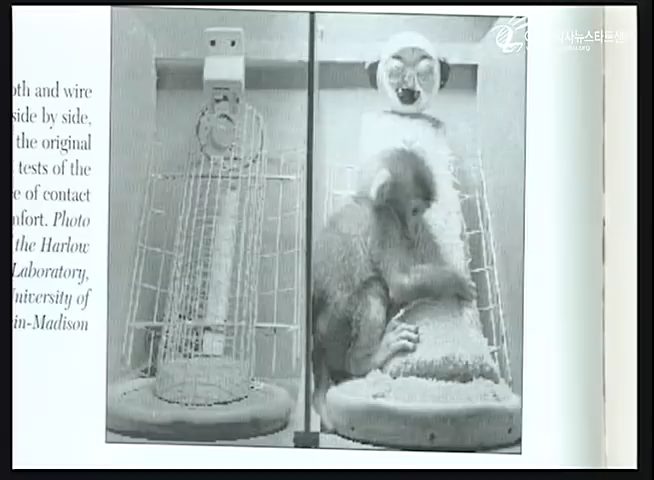 oth and wire
side by side,
the original
tests of the
e of contact
nfort. Photo
the Harlow
Laboratory,
niversity of
in-Madison